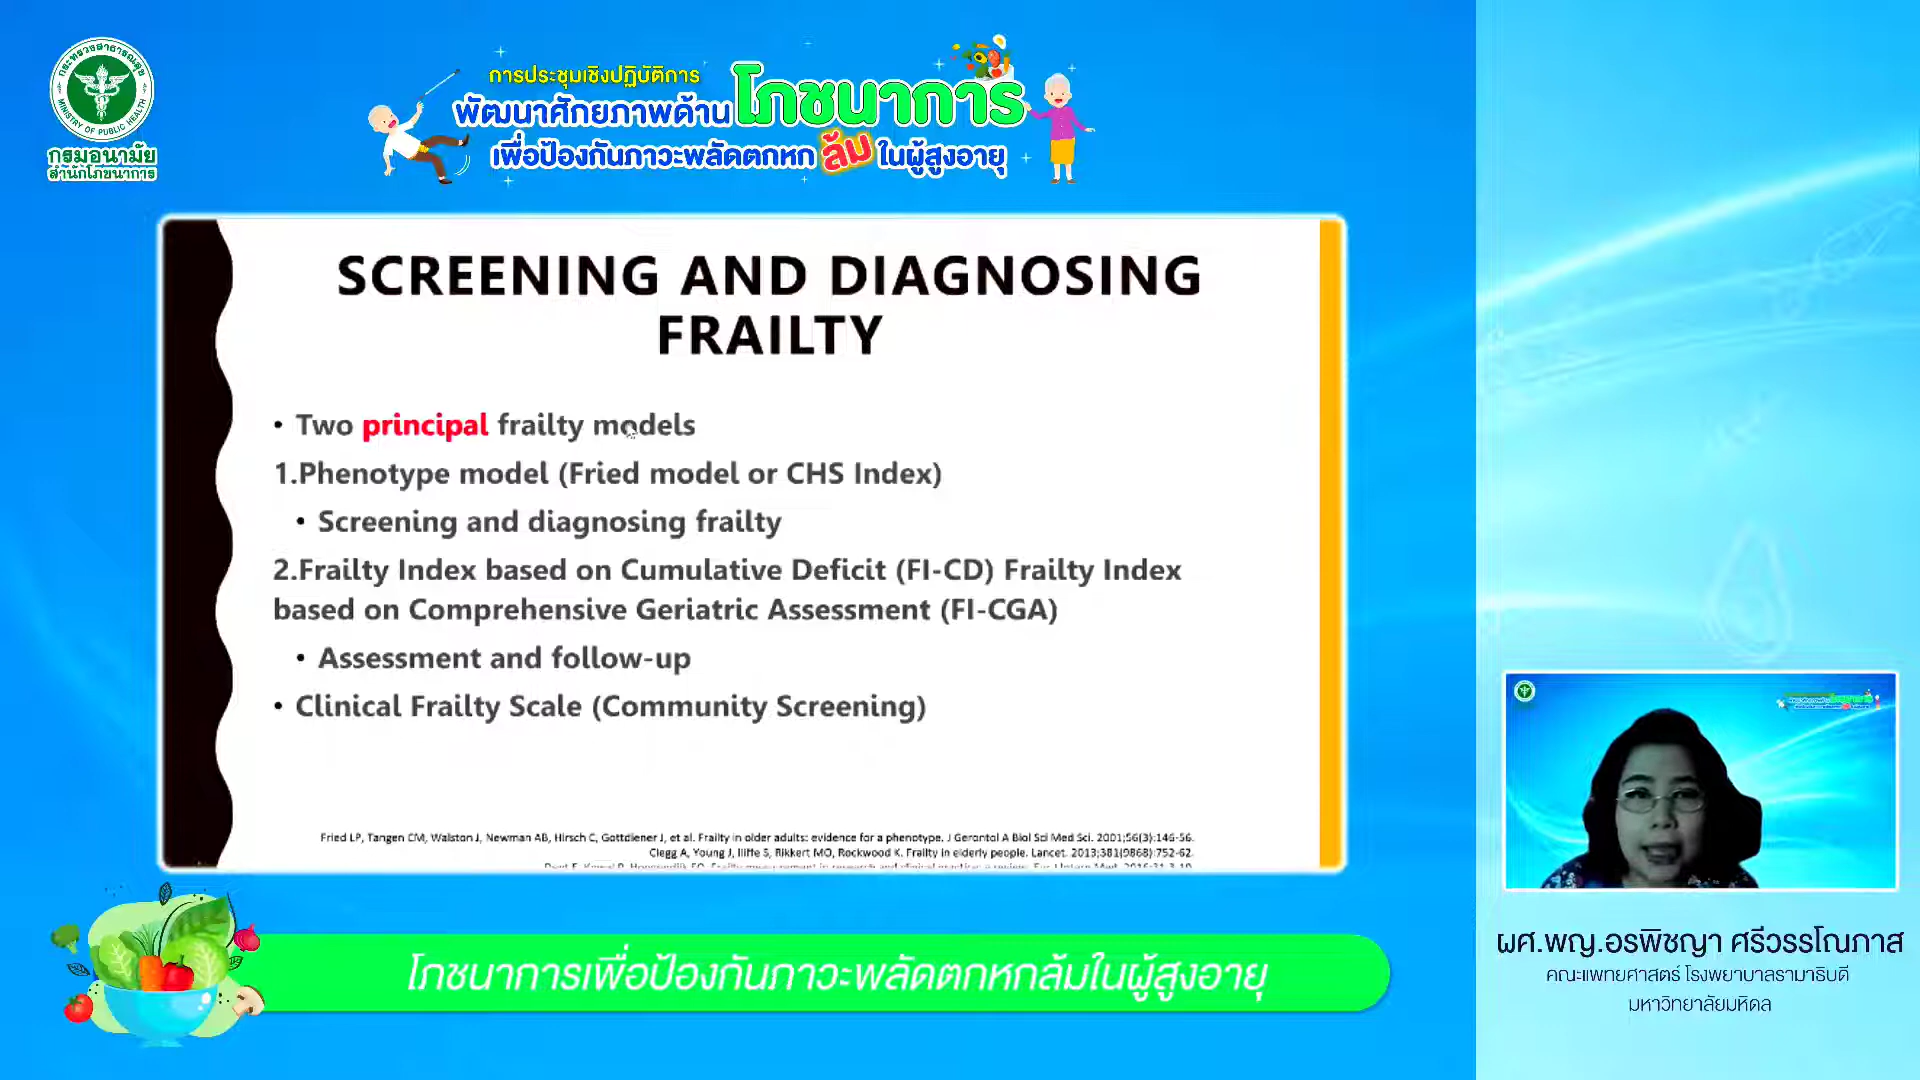 กระทรวงสาธารณสุข
MINISTRY OF PUBLIC HEALTH
กรมอนามัย
สำนักโภชนาการ
การประชุมเชิงปฏิบัติการ
พัฒนาศักยภาพด้านโภชนาการ
เพื่อป้องกันภาวะพลัดตกหกล้มในผู้สูงอายุ
SCREENING AND DIAGNOSING
FRAILTY
• Two principal frailty models
1.Phenotype model (Fried model or CHS Index)
• Screening and diagnosing frailty
2.Frailty Index based on Cumulative Deficit (FI-CD) Frailty Index
based on Comprehensive Geriatric Assessment (FI-CGA)
• Assessment and follow-up
• Clinical Frailty Scale (Community Screening)
Fried LP, Tangen CM, Walston J, Newman AB, Hirsch C, Gottdiener J, et al. Frailty in older adults: evidence for a phenotype. J Gerontol A Biol Sci Med Sci. 2001;56(3):146-56.
Clegg A, Young J, Iliffe S, Rikkert MO, Rockwood K. Frailty in elderly people. Lancet. 2013;381(9868):752-62.
โภชนาการเพื่อป้องกันภาวะพลัดตกหกล้มในผู้สูงอายุ
ผศ.พญ.อรพิชญา ศรีวรรโณภาส
คณะแพทยศาสตร์ โรงพยาบาลรามาธิบดี
มหาวิทยาลัยมหิดล